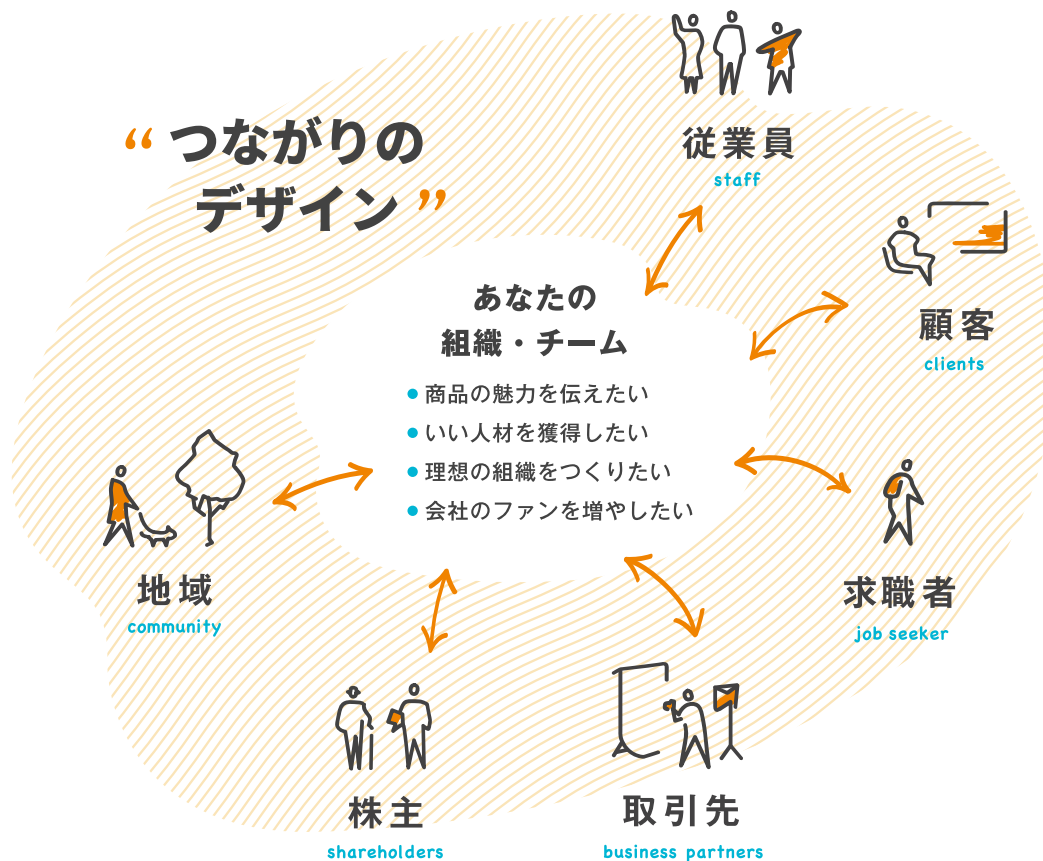 “つながりの
デザイン”
従業員
staff
顧客
clients
あなたの
組織・チーム
● 商品の魅力を伝えたい
● いい人材を獲得したい
● 理想の組織をつくりたい
● 会社のファンを増やしたい
地域
community
求職者
job seeker
株主
shareholders
取引先
business partners